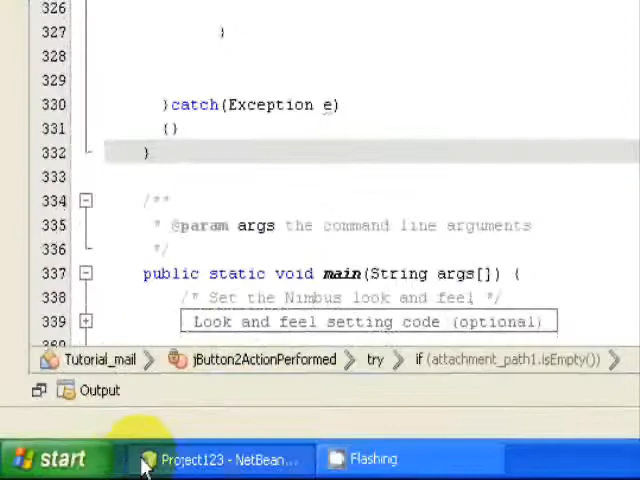 326
327 }
328
329
330 }catch(Exception e)
331 {}
332 }
333
334 /**
335 * @param args the command line arguments
336 */
337 public static void main(String args[]) {
338 /* Set the Nimbus look and feel */
339 Look and feel setting code (optional)
Tutorial_mail jButton2ActionPerformed try if (attachment_path1.isEmpty())
Output
start Project123 - NetBean... Flashing